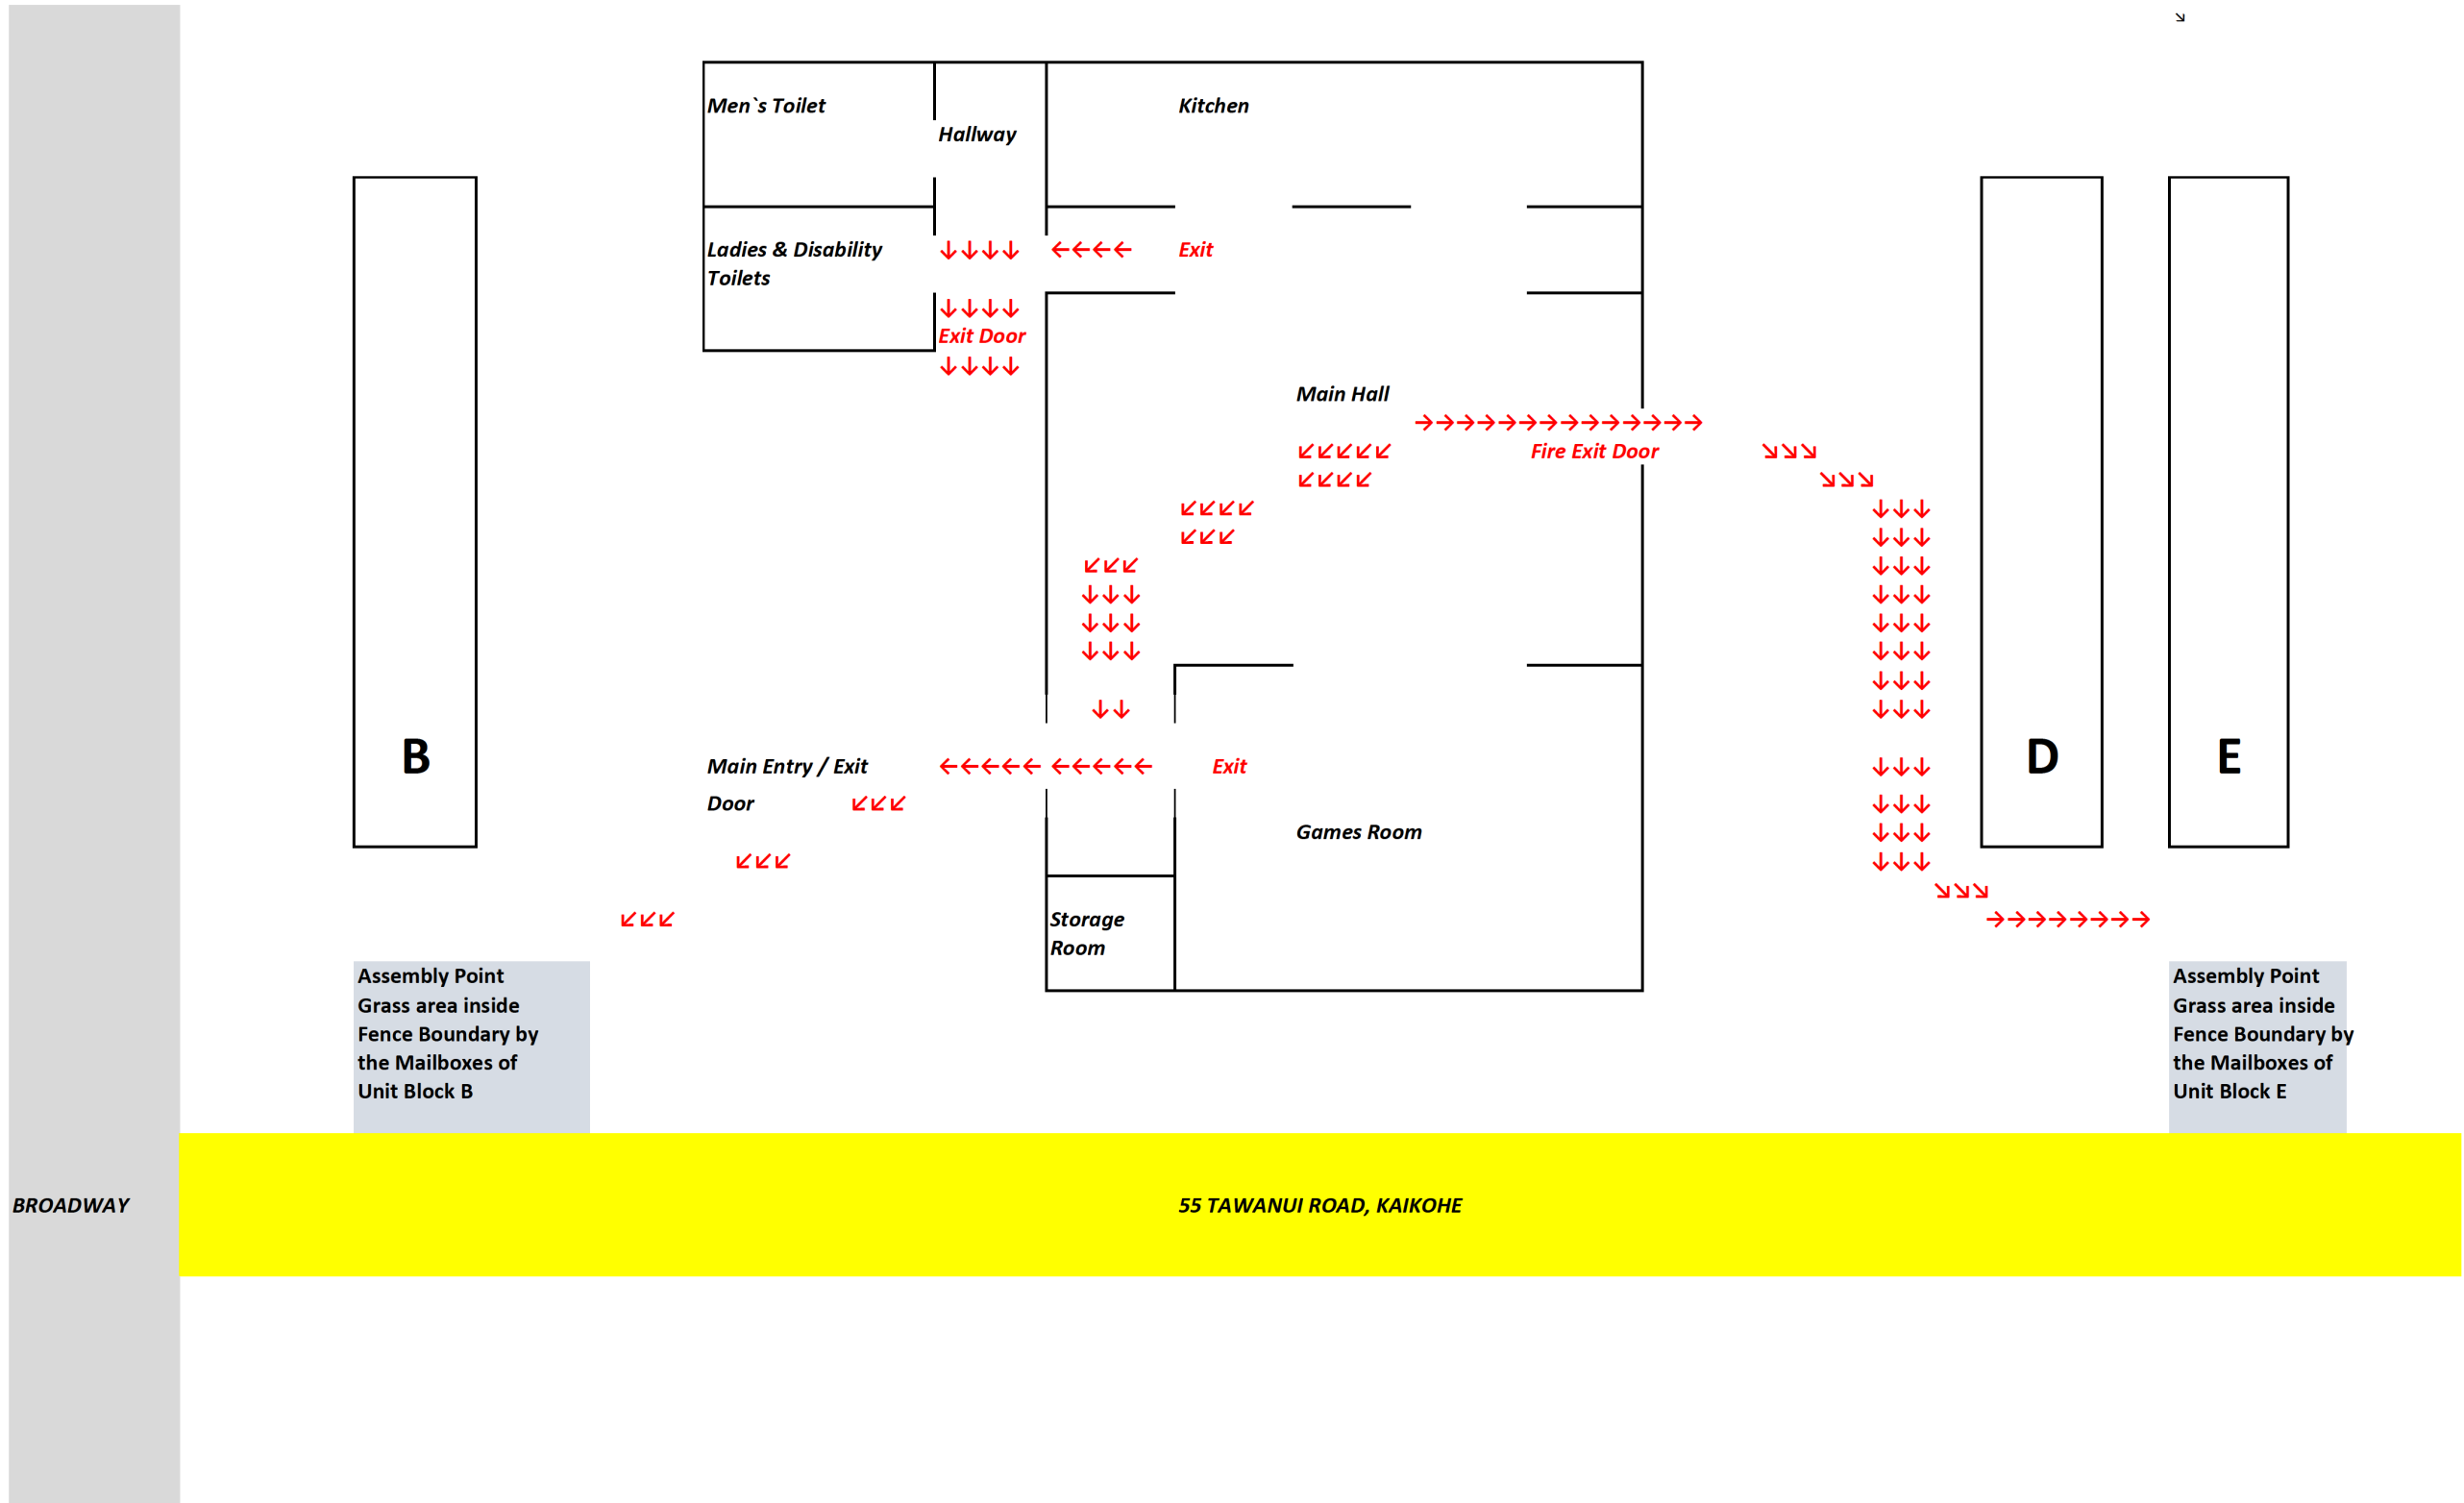 Men`s Toilet
Kitchen
Hallway
Ladies & Disability
Toilets
Exit
Exit Door
Main Hall
Fire Exit Door
B
D
E
Main Entry / Exit
Door
Exit
Games Room
Storage
Room
Assembly Point
Grass area inside
Fence Boundary by
the Mailboxes of
Unit Block B
Assembly Point
Grass area inside
Fence Boundary by
the Mailboxes of
Unit Block E
BROADWAY
55 TAWANUI ROAD, KAIKOHE